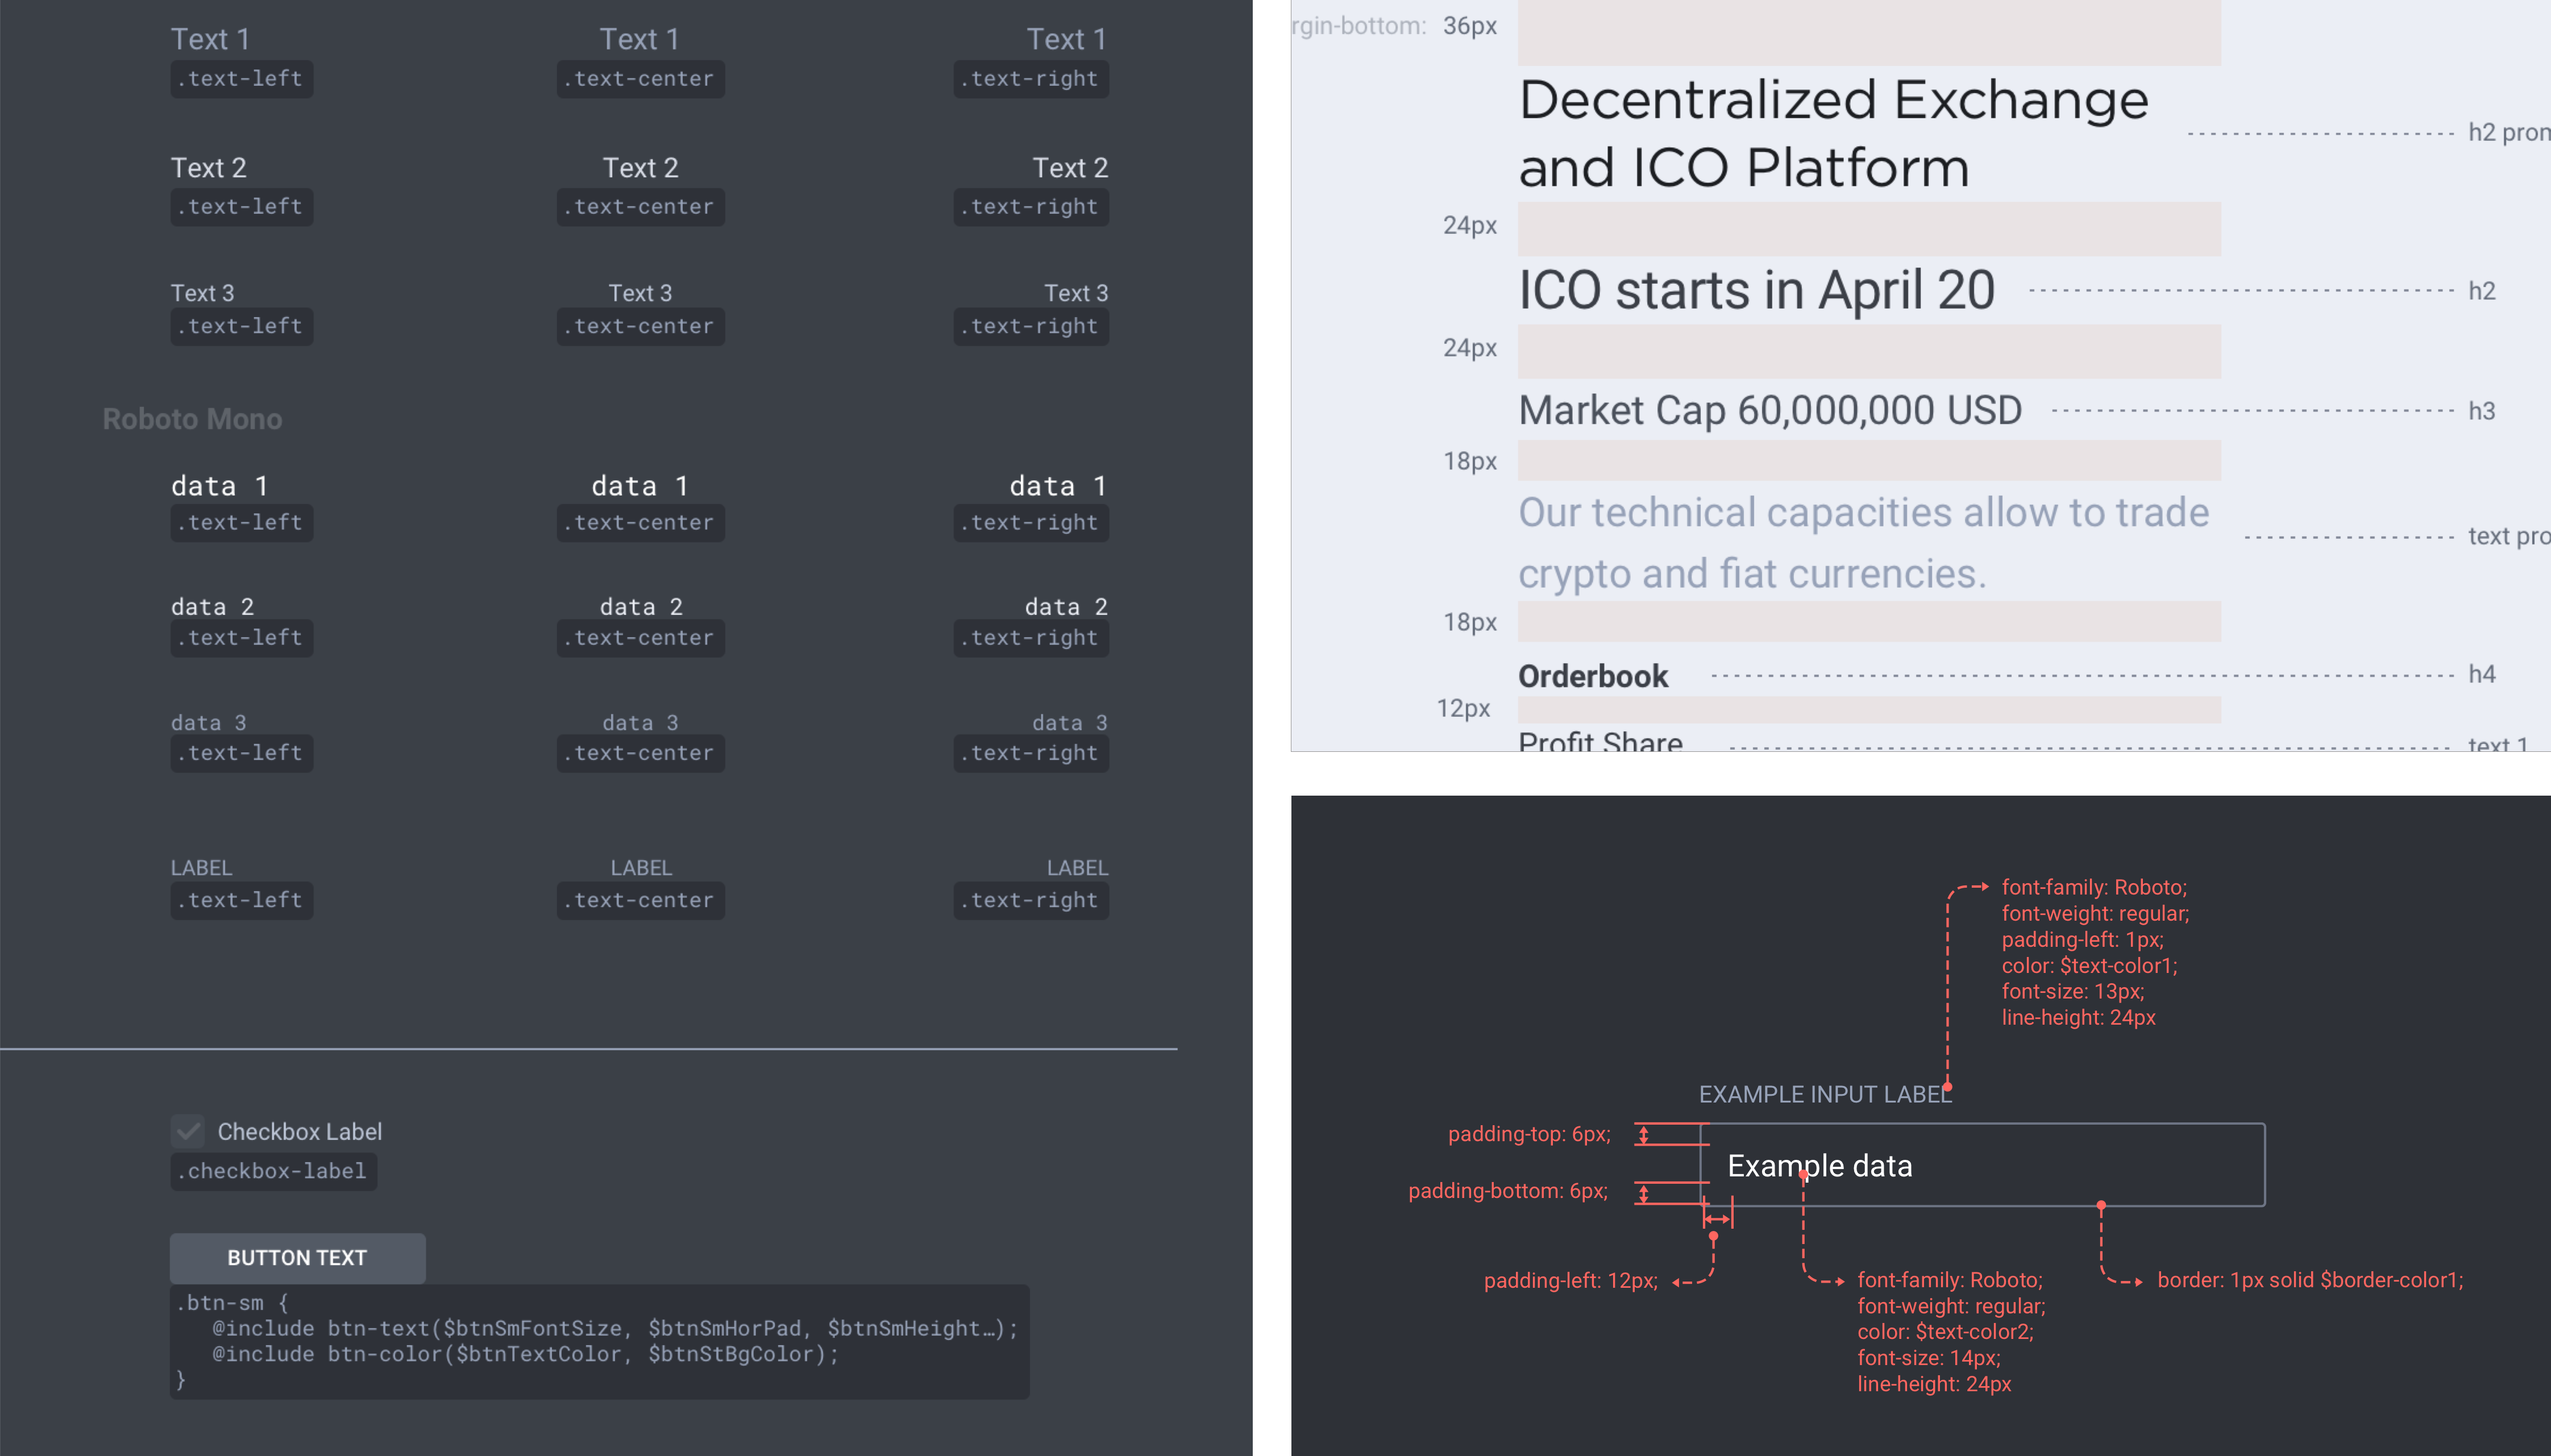 Text 1 Text 1 Text 1
.text-left .text-center .text-right
Text 2 Text 2 Text 2
.text-left .text-center .text-right
Text 3 Text 3 Text 3
.text-left .text-center .text-right
Roboto Mono
data 1 data 1 data 1
.text-left .text-center .text-right
data 2 data 2 data 2
.text-left .text-center .text-right
data 3 data 3 data 3
.text-left .text-center .text-right
LABEL LABEL LABEL
.text-left .text-center .text-right
Checkbox Label
.checkbox-label
BUTTON TEXT
.btn-sm {
@include btn-text($btnSmFontSize, $btnSmHorPad, $btnSmHeight…);
@include btn-color($btnTextColor, $btnStBgColor);
}
rgin-bottom: 36px
Decentralized Exchange
and ICO Platform
h2 pro
24px
ICO starts in April 20 h2
24px
Market Cap 60,000,000 USD h3
18px
Our technical capacities allow to trade
crypto and fiat currencies.
text pro
18px
Orderbook h4
12px
Profit Share text 1
font-family: Roboto;
font-weight: regular;
padding-left: 1px;
color: $text-color1;
font-size: 13px;
line-height: 24px
EXAMPLE INPUT LABEL
padding-top: 6px;
Example data
padding-bottom: 6px;
padding-left: 12px;
font-family: Roboto;
font-weight: regular;
color: $text-color2;
font-size: 14px;
line-height: 24px
border: 1px solid $border-color1;